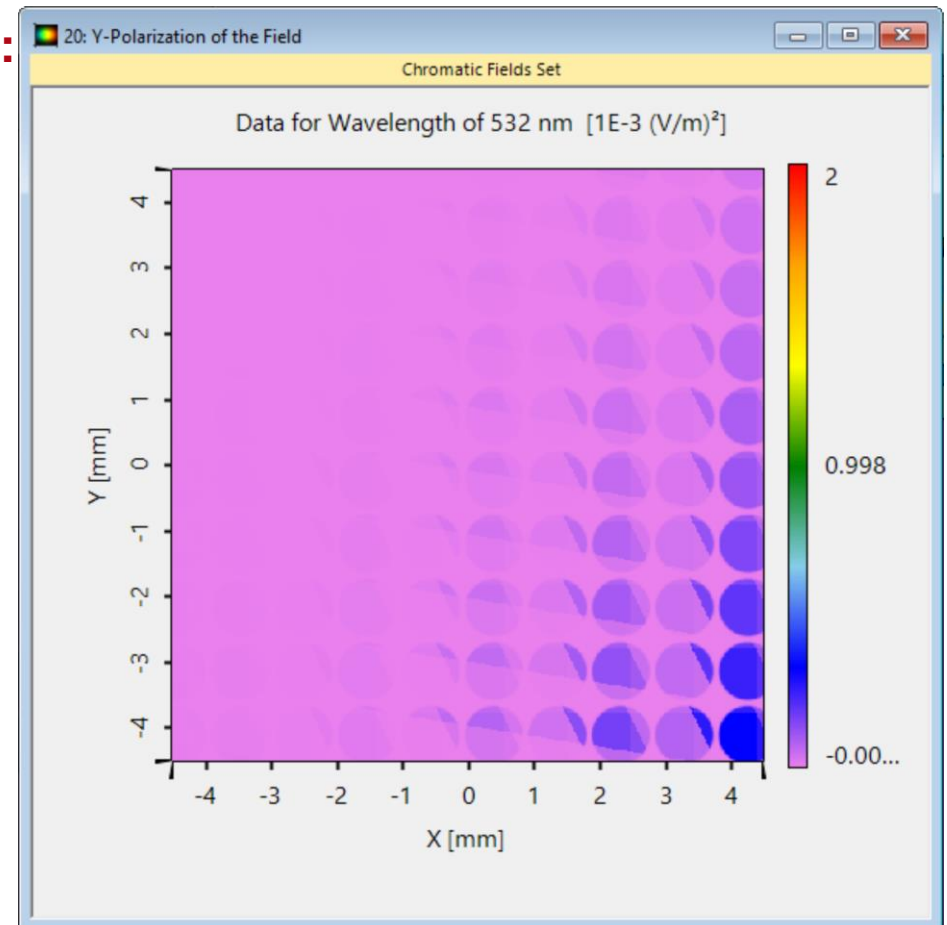 :
20: Y-Polarization of the Field
Chromatic Fields Set
Data for Wavelength of 532 nm [1E-3 (V/m)²]
2
0.998
-0.00...
4
3
2
1
0
-1
-2
-3
-4
Y [mm]
-4 -3 -2 -1 0 1 2 3 4
X [mm]